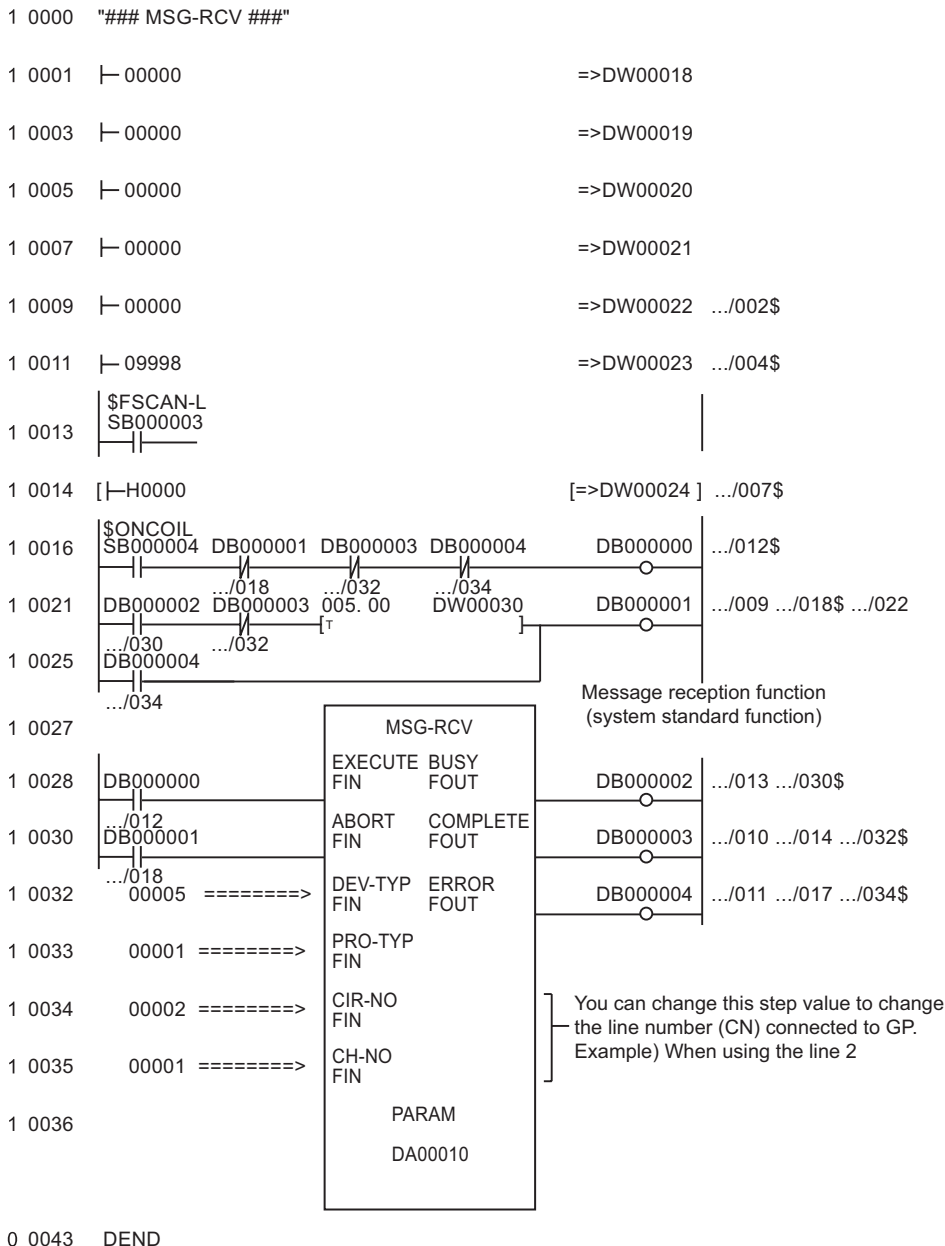 1 0000 "### MSG-RCV ###"
1 0001 00000 =>DW00018
1 0003 00000 =>DW00019
1 0005 00000 =>DW00020
1 0007 00000 =>DW00021
1 0009 00000 =>DW00022 .../002$
1 0011 09998 =>DW00023 .../004$
$FSCAN-L
1 0013 SB000003
1 0014 [ H0000 [=>DW00024 ] .../007$
$ONCOIL
1 0016 SB000004 DB000001 DB000003 DB000004 DB000000 .../012$
.../018 .../032 .../034
1 0021 DB000002 DB000003 005. 00 DW00030 DB000001 .../009 .../018$ .../022
[T ]
.../030 .../032
1 0025 DB000004
.../034
Message reception function
(system standard function)
1 0027 MSG-RCV
EXECUTE BUSY
1 0028 DB000000 FIN FOUT DB000002 .../013 .../030$
.../012
ABORT COMPLETE
1 0030 DB000001 FIN FOUT DB000003 .../010 .../014 .../032$
.../018
DEV-TYP ERROR
1 0032 00005 ========> FIN FOUT DB000004 .../011 .../017 .../034$
PRO-TYP
1 0033 00001 ========> FIN
CIR-NO
1 0034 00002 ========> FIN
You can change this step value to change
the line number (CN) connected to GP.
Example) When using the line 2
CH-NO
1 0035 00001 ========> FIN
PARAM
1 0036
DA00010
0 0043 DEND